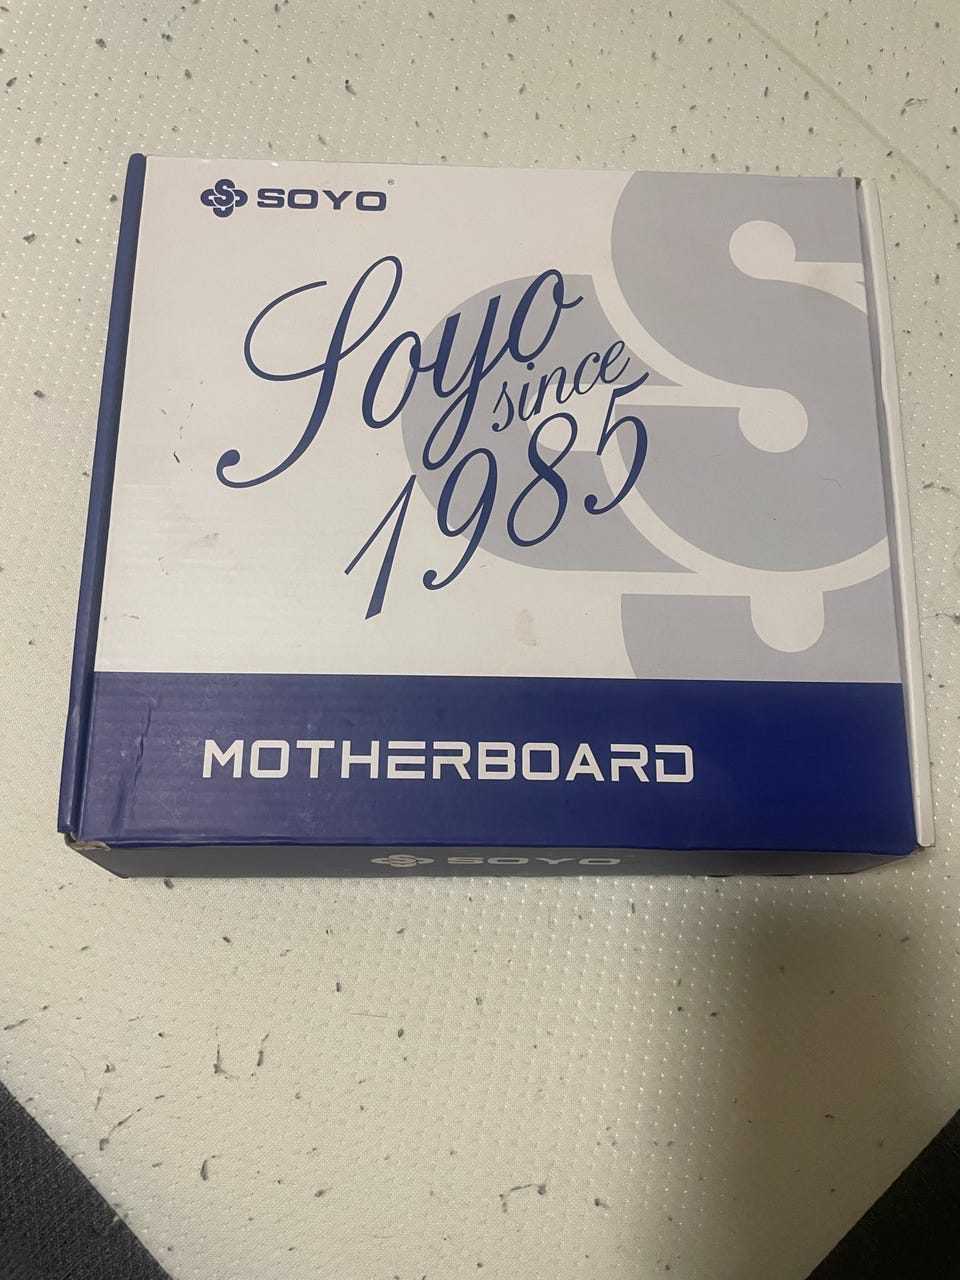 SOYO®
Soyo
since
1985
MOTHERBOARD
SOYO